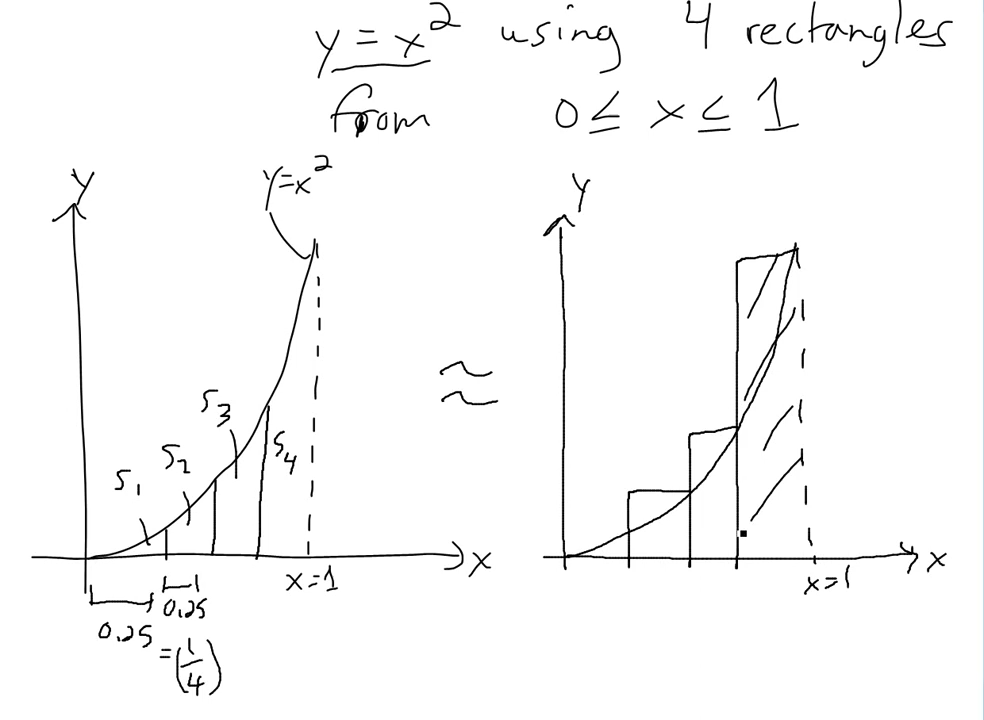 y = x² using 4 rectangles
from 0 ≤ x ≤ 1
y
y=x²
S₁
S₂
S₃
S₄
x
x=1
0.25
0.25
=(1/4)
≈
y
x
x=1